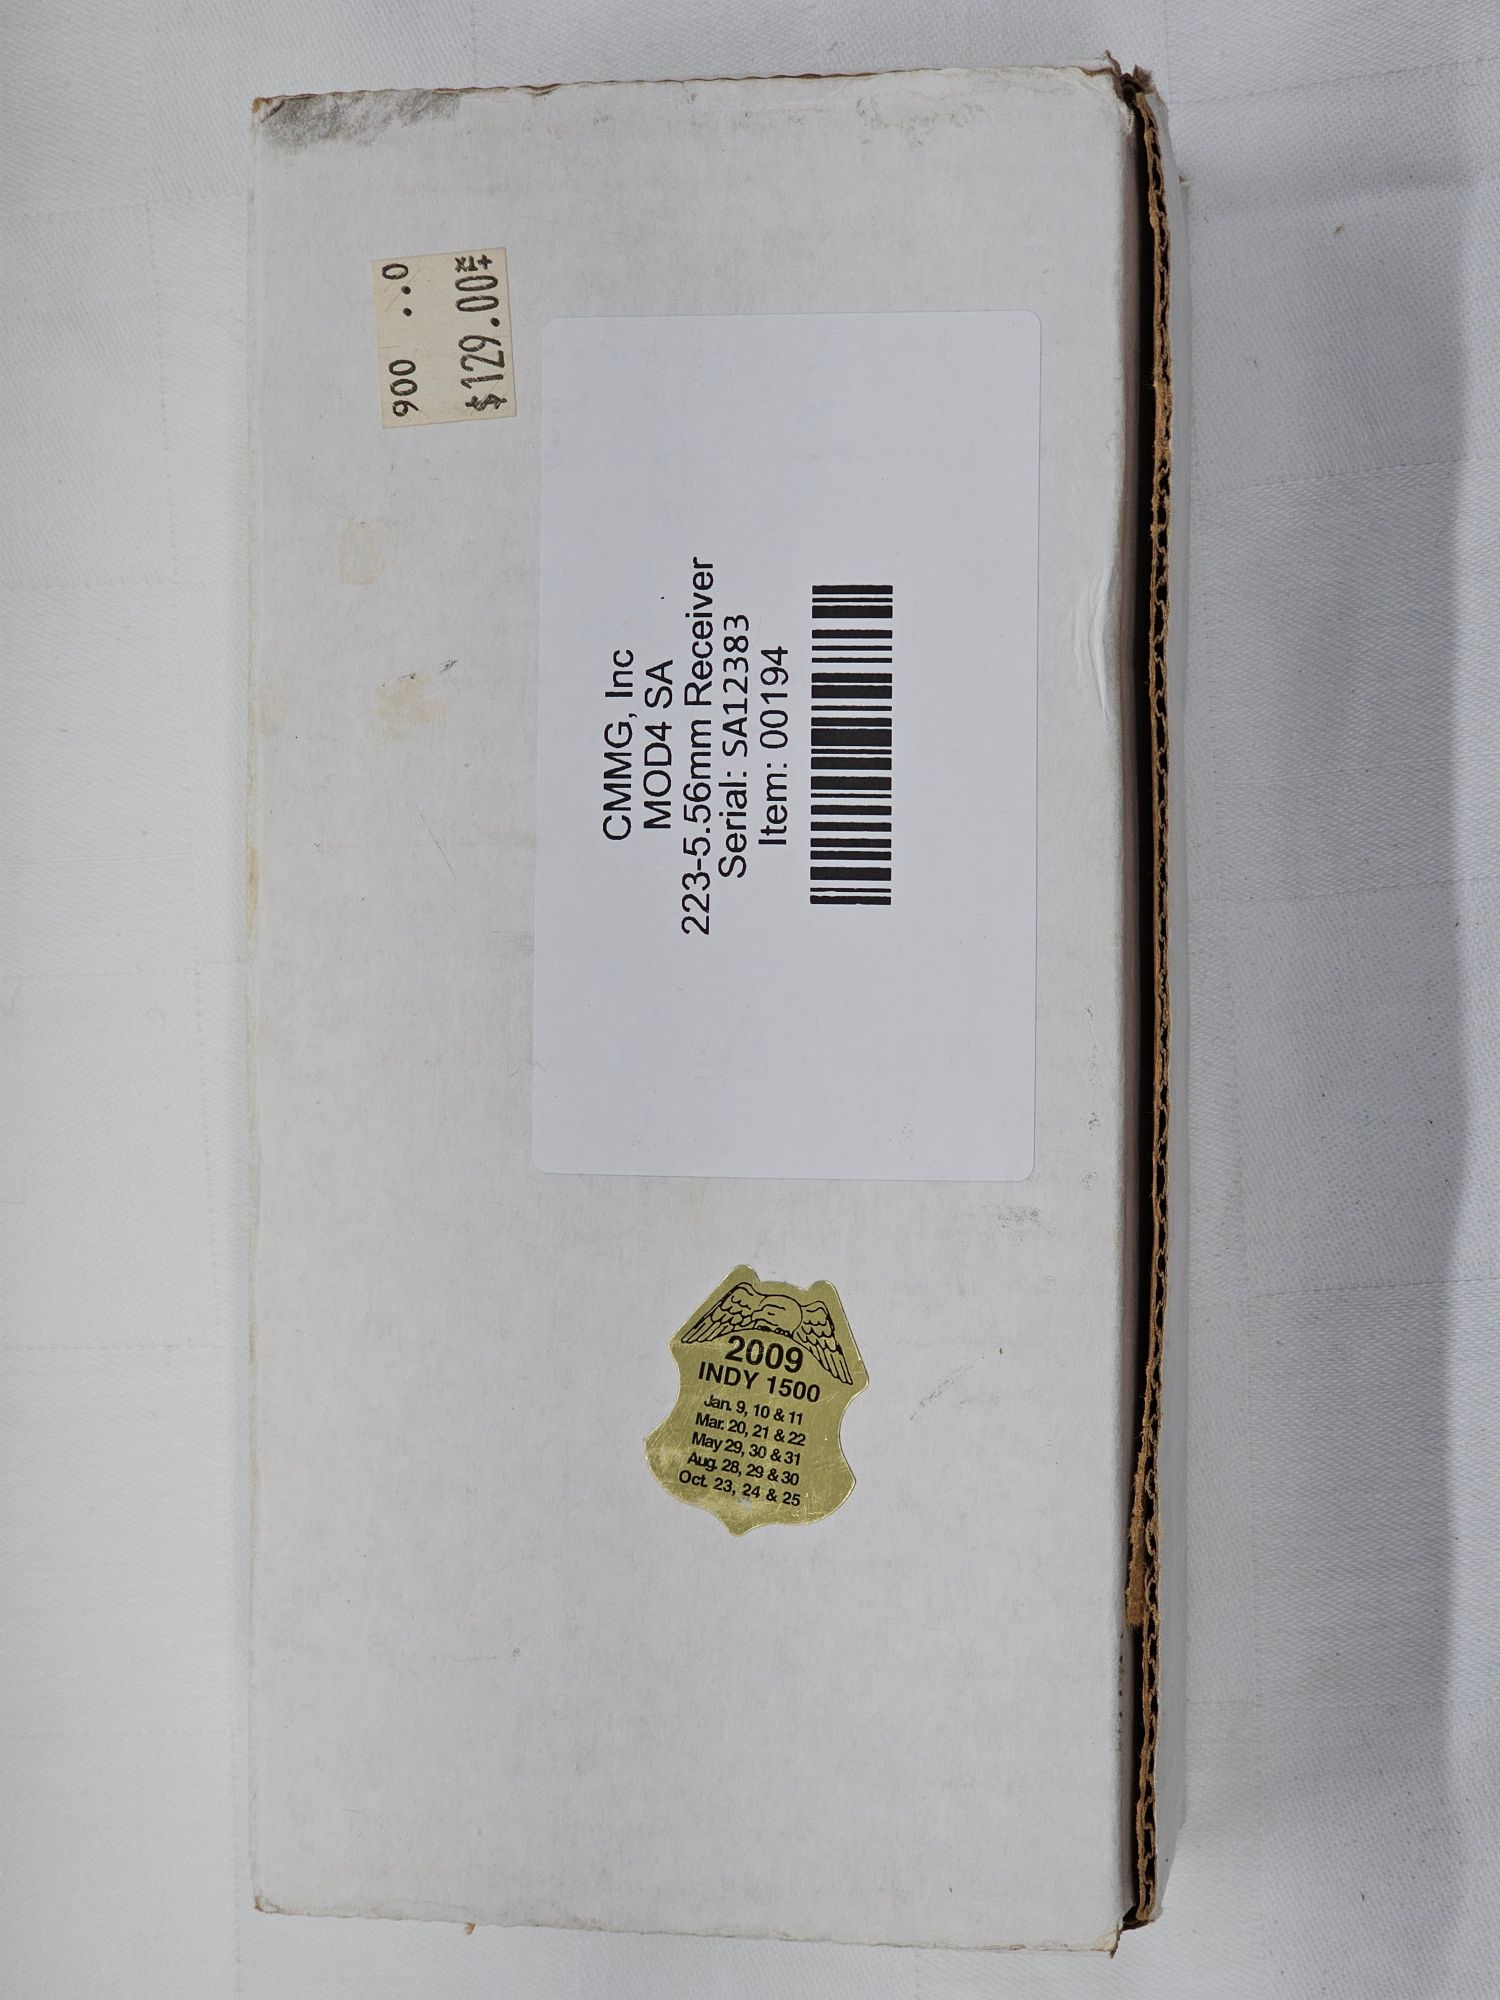 900 ..0
$129.00
CMMG, Inc
MOD4 SA
223-5.56mm Receiver
Serial: SA12383
Item: 00194
2009
INDY 1500
Jan. 9, 10 & 11
Mar. 20, 21 & 22
May 29, 30 & 31
Aug. 28, 29 & 30
Oct. 23, 24 & 25